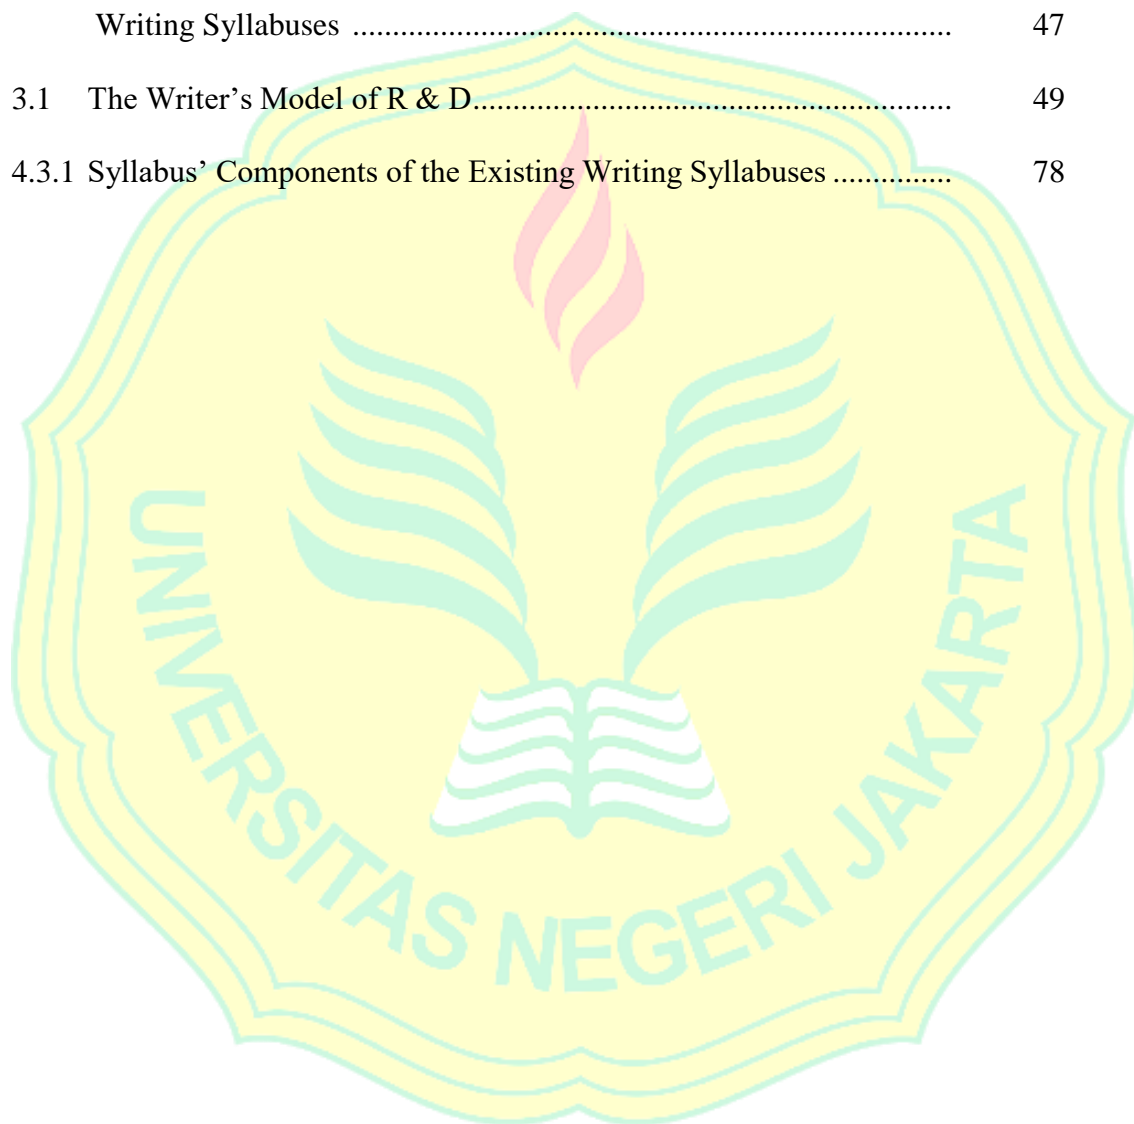 Writing Syllabuses ........................................................................ 47
3.1 The Writer’s Model of R & D.......................................................... 49
4.3.1 Syllabus’ Components of the Existing Writing Syllabuses ............... 78
UNIVERSITAS NEGERI JAKARTA